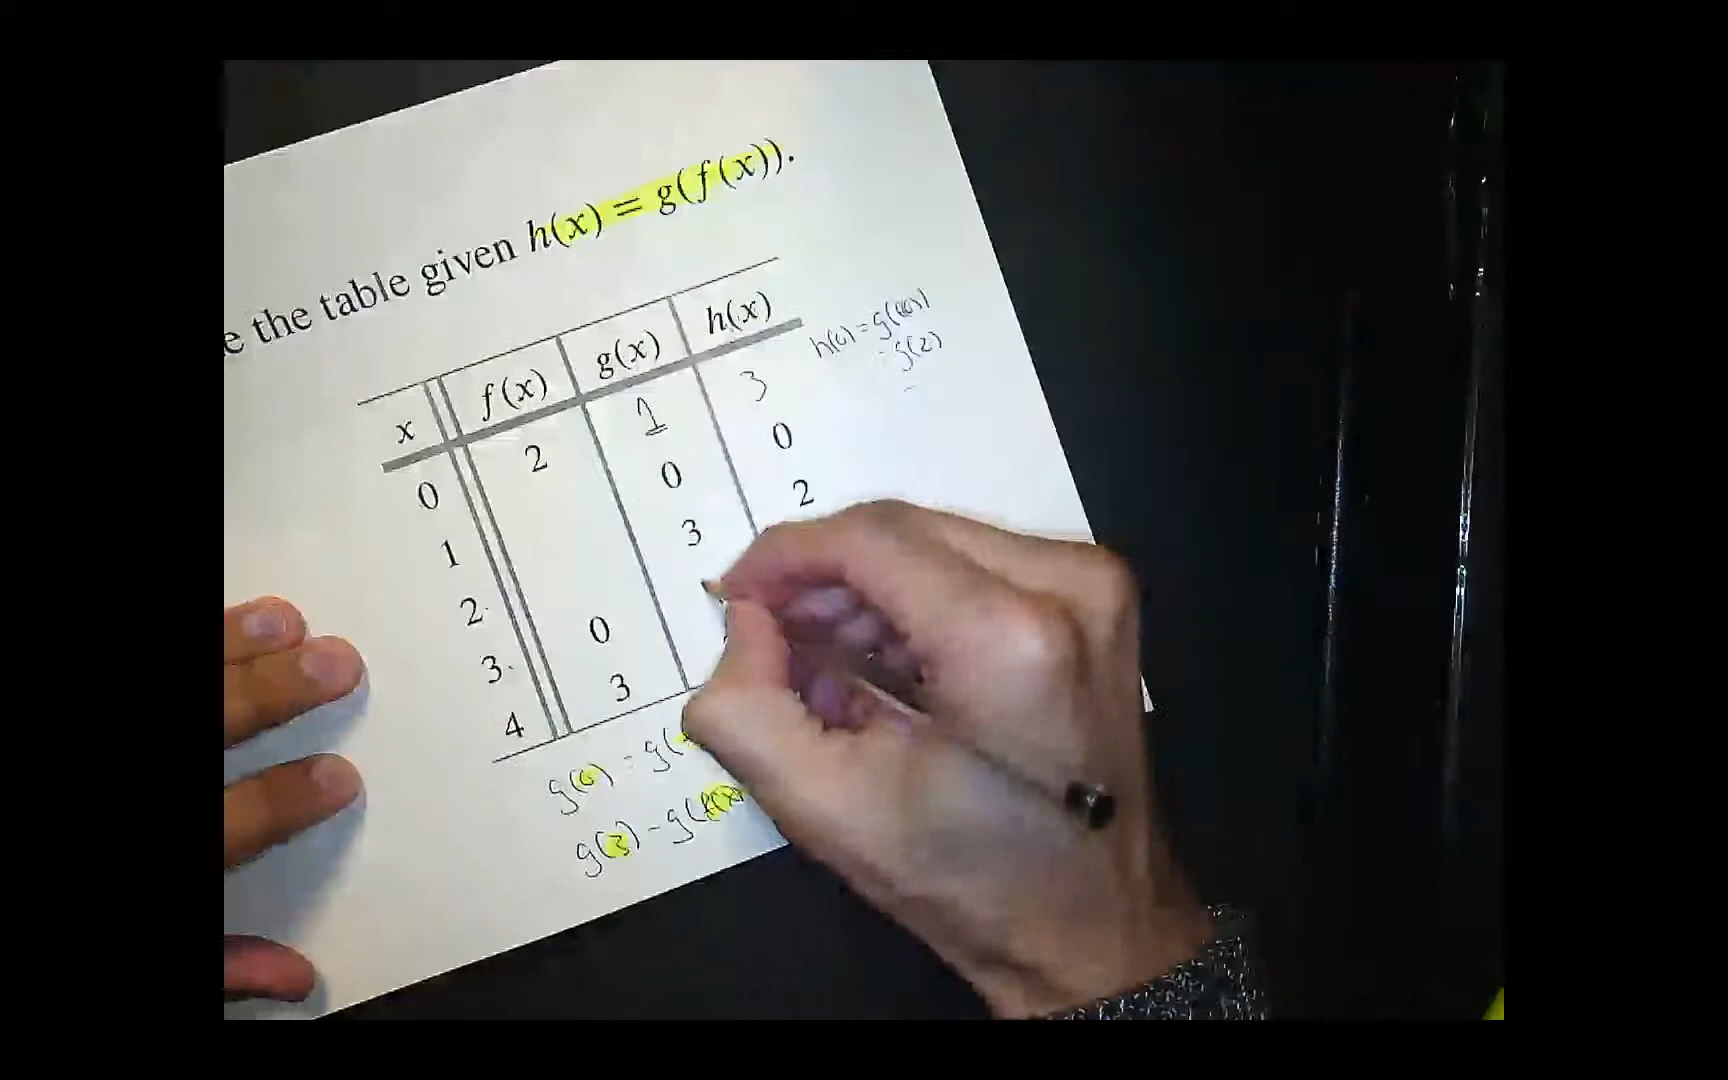 e the table given h(x) = g(f(x)).
x f(x) g(x) h(x)
0 2 1 3
1 0 0
2 3 2
3 0
4 3
h(0) = g(f(0))
= g(2)
=
g(0) = g(
g(3) = g(f(x)